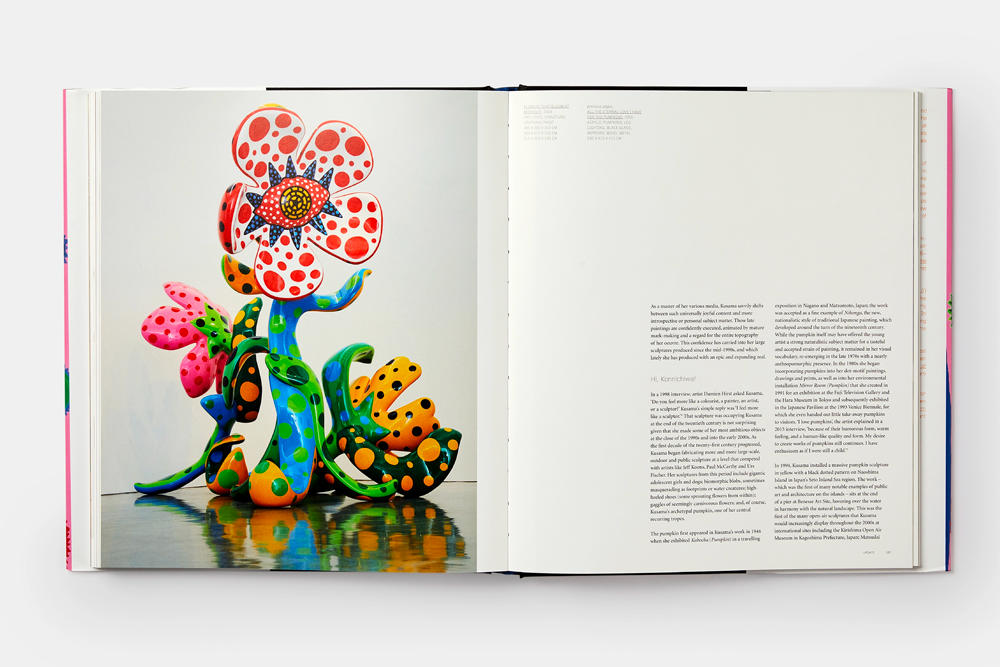 PREVIOUS PAGES
ALL THE ETERNAL LOVE I HAVE
FOR THE PUMPKINS
As a master of her various media, Kusama savvily shifts
between such universally joyful content and more
introspective or personal subject matter. These late
paintings are confidently executed, animated by mature
mark-making and a regard for the entire topography
of her oeuvre. This confidence has carried into her large
sculptures produced since the mid-1990s, and which
lately she has produced with an epic and expanding zeal.
Hi, Konnichiwa!
In a 1998 interview, artist Damien Hirst asked Kusama,
'Do you feel more like a colourist, a painter, an artist,
or a sculptor?' Kusama's simple reply was 'I feel more
like a sculptor.' That sculpture was occupying Kusama
at the end of the twentieth century is not surprising
given that she made some of her most ambitious objects
at the close of the 1990s and into the early 2000s. As
the first decade of the twenty-first century progressed,
Kusama began fabricating more and more large-scale,
outdoor and public sculpture at a level that competed
with artists like Jeff Koons, Paul McCarthy and Urs
Fischer. Her sculptures from this period include gigantic
adolescent girls and dogs; biomorphic blobs, sometimes
masquerading as footprints or water creatures; high
heeled shoes (some sprouting flowers from within);
gaggles of seemingly carnivorous flowers; and, of course,
Kusama's archetypal pumpkin, one of her central
recurring tropes.
The pumpkin first appeared in Kusama's work in 1948
when she exhibited Kabocha (Pumpkin) in a travelling
exposition in Nagano and Matsumoto, Japan; the work
was accepted as a fine example of Nihonga, the new,
nationalistic style of traditional Japanese painting, which
developed around the turn of the nineteenth century.
While the pumpkin itself may have offered the young
artist a strong naturalistic subject matter for a tasteful
and accepted strain of painting, it remained in her visual
vocabulary, re-emerging in the late 1970s with a nearly
anthropomorphic presence. In the 1980s she began
incorporating pumpkins into her dot-motif paintings,
drawings and prints, as well as into her environmental
installation Mirror Room (Pumpkin) that she created in
1991 for an exhibition at the Fuji Television Gallery and
the Hara Museum in Tokyo and subsequently exhibited
in the Japanese Pavilion at the 1993 Venice Biennale, for
which she even handed out little take-away pumpkins
to visitors. 'I love pumpkins', the artist explained in a
2015 interview, 'because of their humorous form, warm
feeling, and a human-like quality and form. My desire
to create works of pumpkins still continues. I have
enthusiasm as if I were still a child.'
In 1994, Kusama installed a massive pumpkin sculpture
in yellow with a black dotted pattern on Naoshima
Island in Japan's Seto Island Sea region. The work –
which was the first of many notable examples of public
art and architecture on the islands – sits at the end
of a pier at Benesse Art Site, hovering over the water
in harmony with the natural landscape. This was the
first of the many open-air sculptures that Kusama
would increasingly display throughout the 2000s at
international sites including the Kirishima Open Air
Museum in Kagoshima Prefecture, Japan; Matsudai
UPDATE